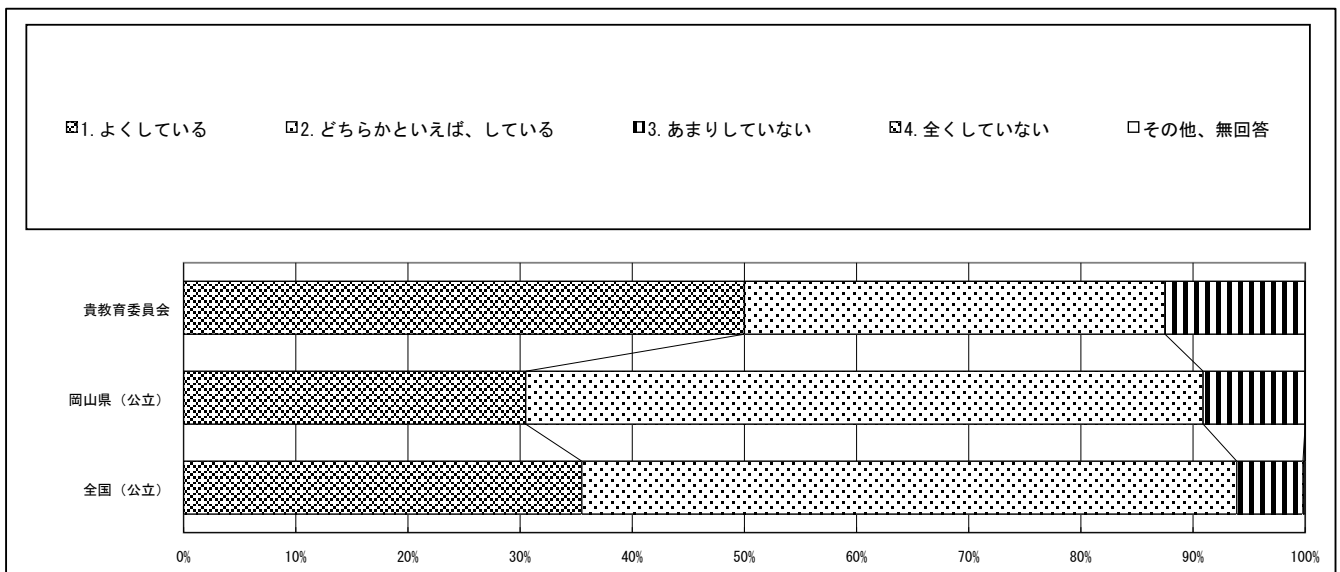 1. よくしている 2. どちらかといえば、している 3. あまりしていない 4. 全くしていない その他、無回答
貴教育委員会
岡山県（公立）
全国（公立）
0% 10% 20% 30% 40% 50% 60% 70% 80% 90% 100%